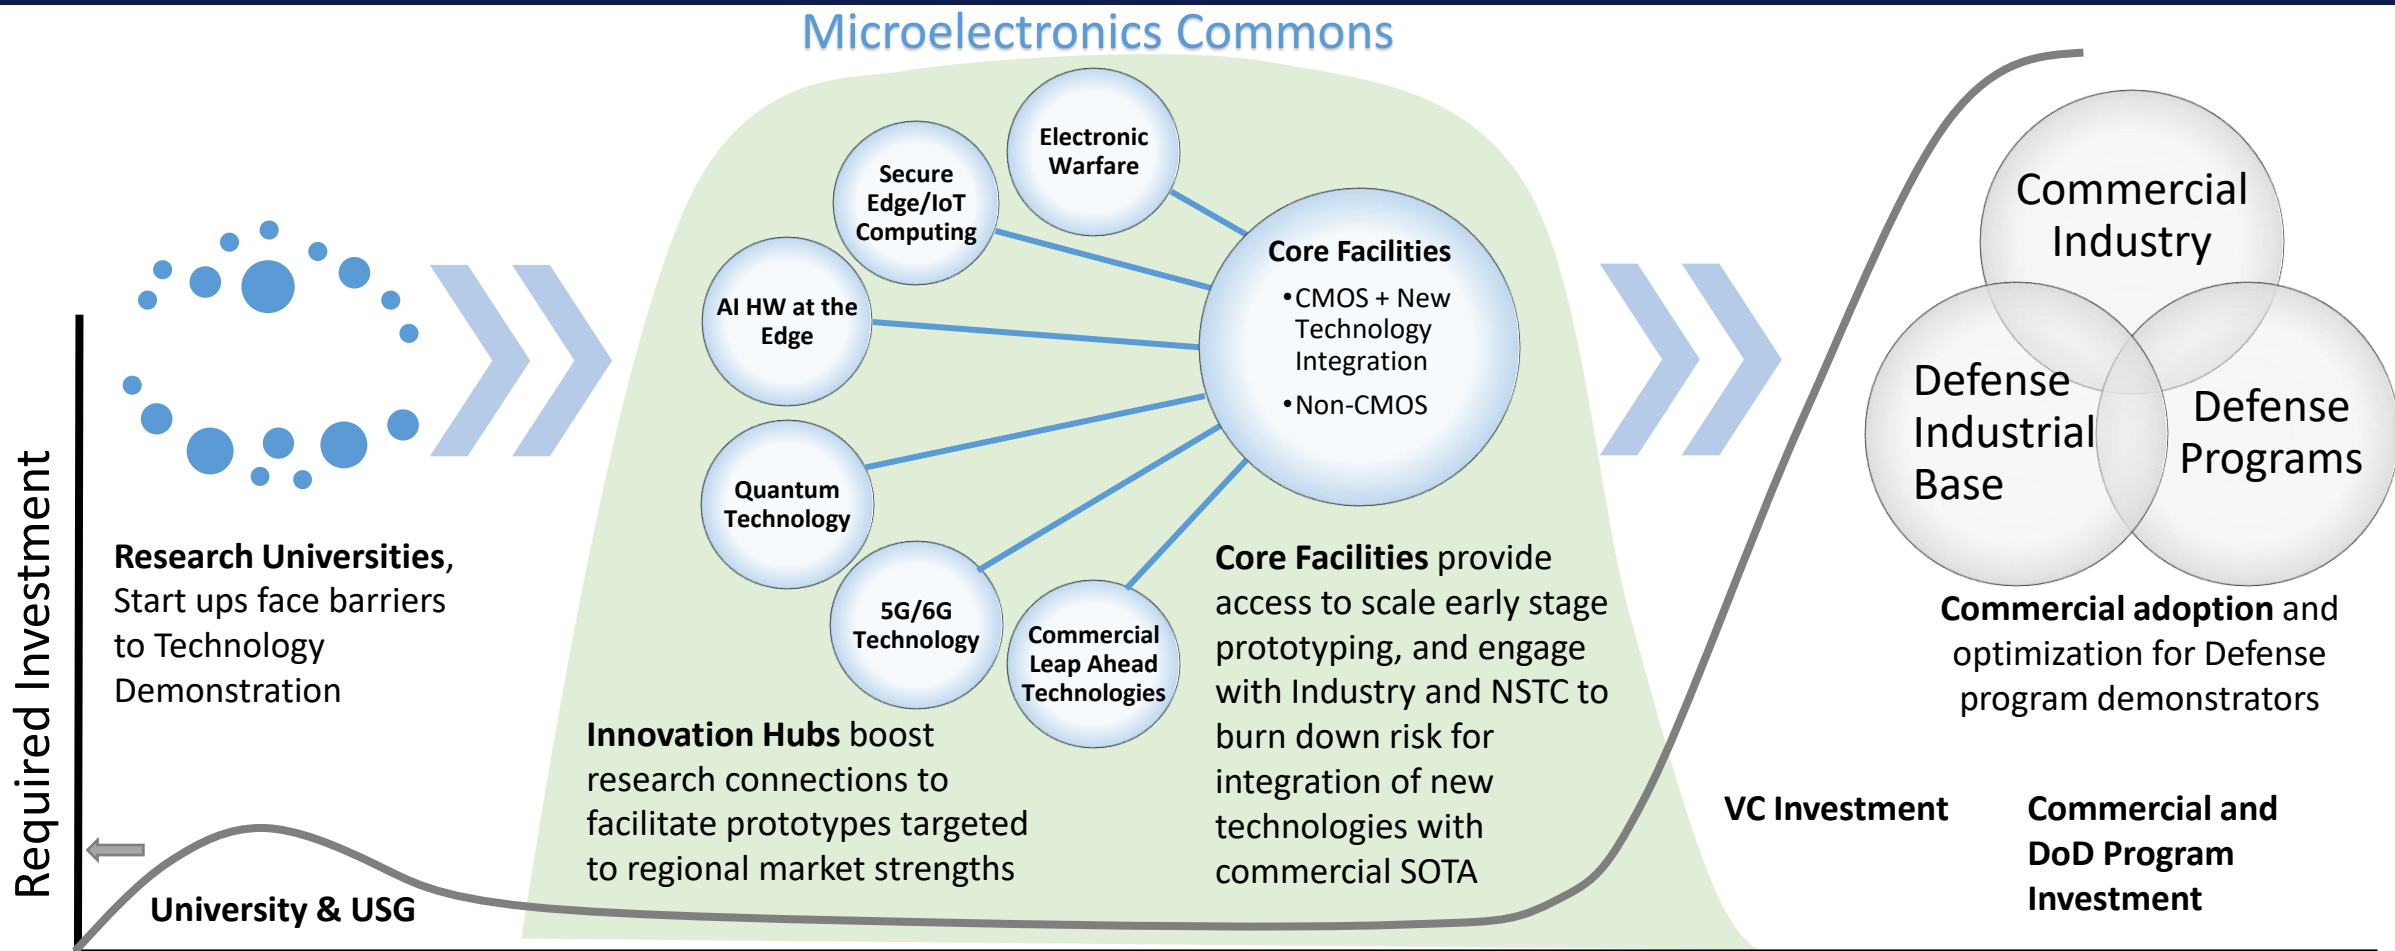 Microelectronics Commons
Required Investment
Research Universities,
Start ups face barriers
to Technology
Demonstration
University & USG
Electronic
Warfare
Secure
Edge/IoT
Computing
AI HW at the
Edge
Quantum
Technology
5G/6G
Technology
Commercial
Leap Ahead
Technologies
Core Facilities
•CMOS + New
Technology
Integration
•Non-CMOS
Innovation Hubs boost
research connections to
facilitate prototypes targeted
to regional market strengths
Core Facilities provide
access to scale early stage
prototyping, and engage
with Industry and NSTC to
burn down risk for
integration of new
technologies with
commercial SOTA
Commercial
Industry
Defense
Industrial
Base
Defense
Programs
Commercial adoption and
optimization for Defense
program demonstrators
VC Investment
Commercial and
DoD Program
Investment